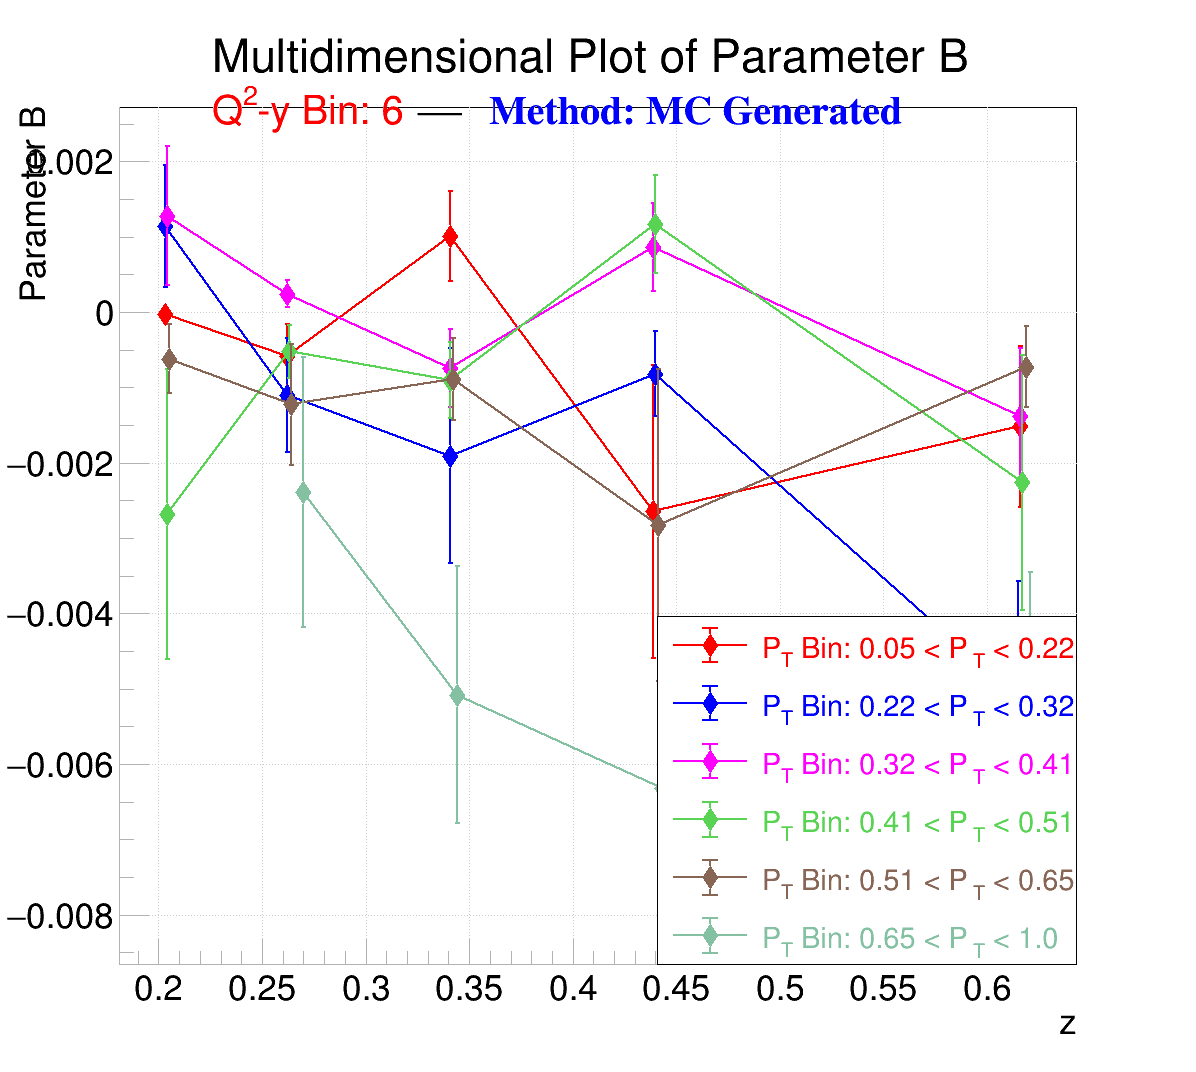 Multidimensional Plot of Parameter B
Q2-y Bin: 6 — Method: MC Generated
Parameter B
0.002
0
−0.002
−0.004
−0.006
−0.008
PT Bin: 0.05 < PT < 0.22
PT Bin: 0.22 < PT < 0.32
PT Bin: 0.32 < PT < 0.41
PT Bin: 0.41 < PT < 0.51
PT Bin: 0.51 < PT < 0.65
PT Bin: 0.65 < PT < 1.0
0.2 0.25 0.3 0.35 0.4 0.45 0.5 0.55 0.6
z